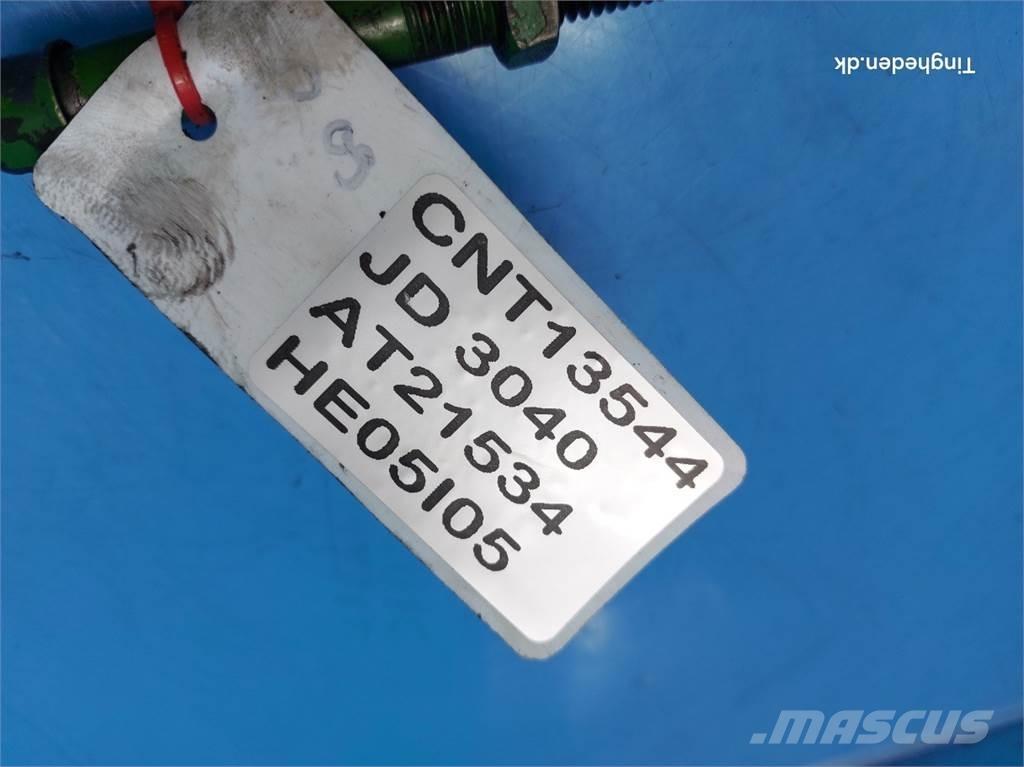 Tingheden.dk
CNT13544
JD 3040
AT21534
HE05I05
MASCUS